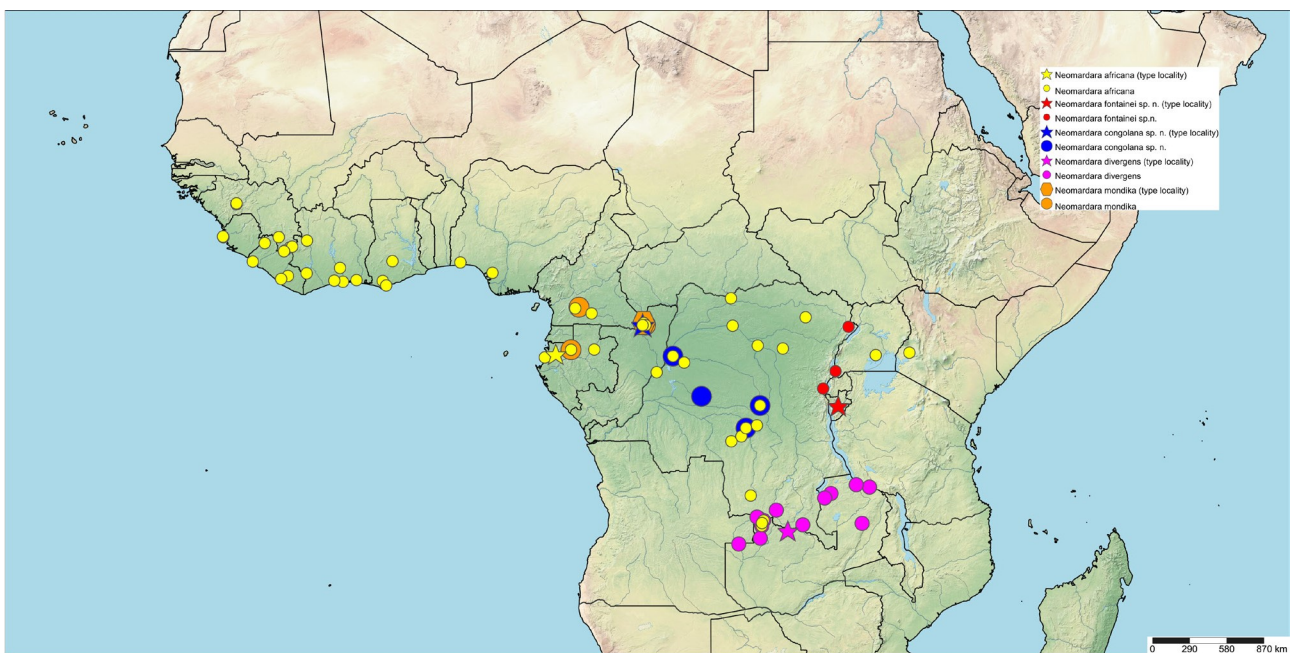 Neomardara africana (type locality)
Neomardara africana
Neomardara fontainei sp. n. (type locality)
Neomardara fontainei sp.n.
Neomardara congolana sp. n. (type locality)
Neomardara congolana sp. n.
Neomardara divergens (type locality)
Neomardara divergens
Neomardara mondika (type locality)
Neomardara mondika
0 290 580 870 km